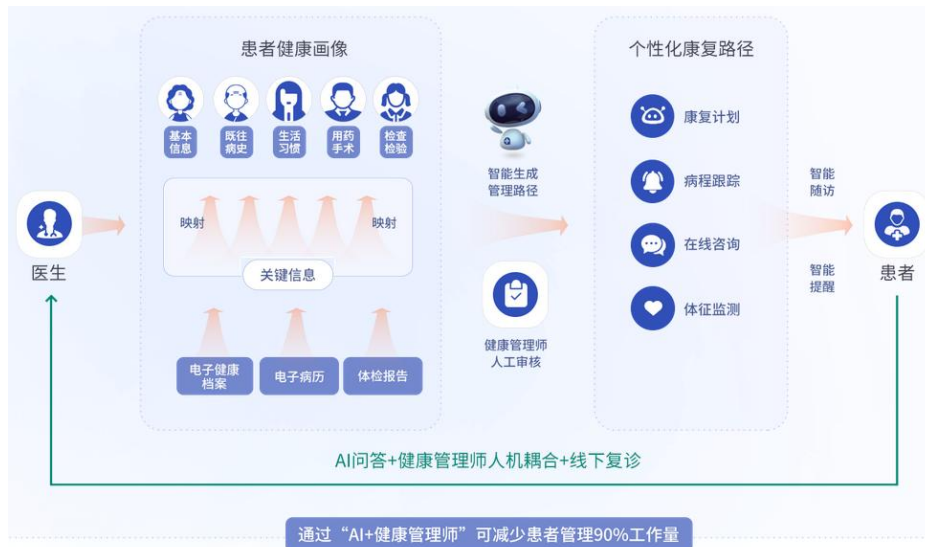 患者健康画像
基本
信息
既往
病史
生活
习惯
用药
手术
检查
检验
映射
映射
关键信息
电子健康
档案
电子病历
体检报告
医生
智能生成
管理路径
健康管理师
人工审核
个性化康复路径
康复计划
病程跟踪
在线咨询
体征监测
智能
随访
智能
提醒
患者
AI问答+健康管理师人机耦合+线下复诊
通过“AI+健康管理师”可减少患者管理90%工作量